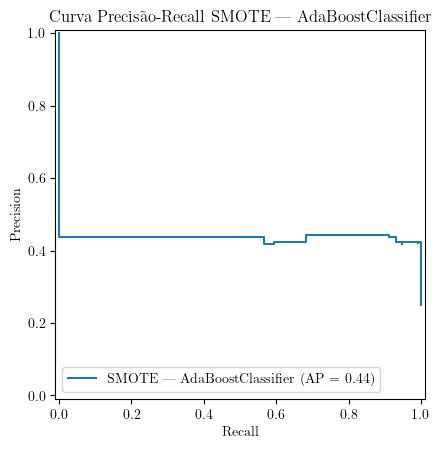 Curva Precisão-Recall SMOTE — AdaBoostClassifier
1.0
0.8
0.6
0.4
0.2
0.0
Precision
SMOTE — AdaBoostClassifier (AP = 0.44)
0.0 0.2 0.4 0.6 0.8 1.0
Recall